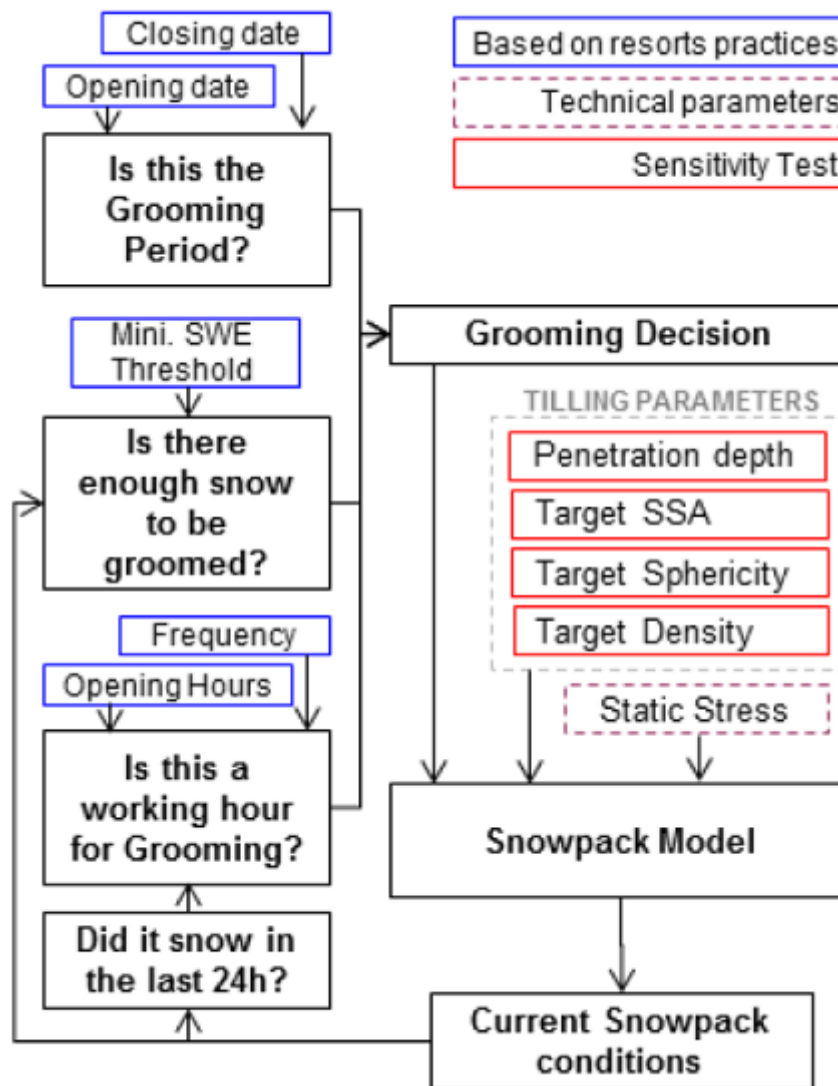 Closing date
Opening date
Based on resorts practices
Technical parameters
Sensitivity Test
Is this the
Grooming
Period?
Mini. SWE
Threshold
Grooming Decision
Is there
enough snow
to be
groomed?
TILLING PARAMETERS
Penetration depth
Target SSA
Target Sphericity
Target Density
Frequency
Opening Hours
Static Stress
Is this a
working hour
for Grooming?
Snowpack Model
Did it snow in
the last 24h?
Current Snowpack
conditions